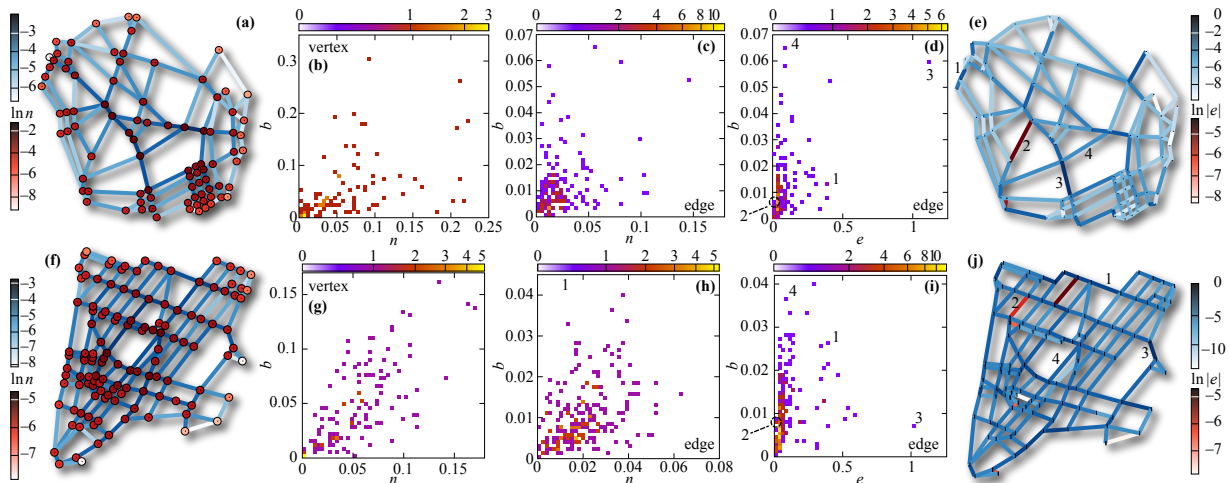 −3
−4
−5
−6
ln n
−2
−4
−6
−8
(a)
0 1 2 3
vertex
(b)
b
0.3
0.2
0.1
0
0 0.05 0.1 0.15 0.2 0.25
n
0 1 2 4 6 8 10
(c)
b
0.07
0.06
0.05
0.04
0.03
0.02
0.01
0
edge
0 0.05 0.1 0.15
n
0 1 2 4 6
4
(d)
3
b
0.07
0.06
0.05
0.04
0.03
0.02
0.01
0
1
2
edge
0 0.5 1
e
(e)
1
2
4
3
0
−2
−4
−6
−8
ln |e|
−5
−6
−7
−8
(f)
−3
−4
−5
−6
−7
−8
ln n
−5
−6
−7
0 1 2 3 4 5
(g)
vertex
b
0.15
0.1
0.05
0
0 0.05 0.1 0.15
n
0 1 2 3 4 5
1
(h)
b
0.04
0.03
0.02
0.01
0
edge
0 0.02 0.04 0.06 0.08
n
0 1 2 4 6 8 10
4
(i)
1
b
0.04
0.03
0.02
0.01
0
3
2
edge
0 0.5 1
e
(j)
1
2
4
3
0
−5
−10
ln |e|
−5
−6
−7